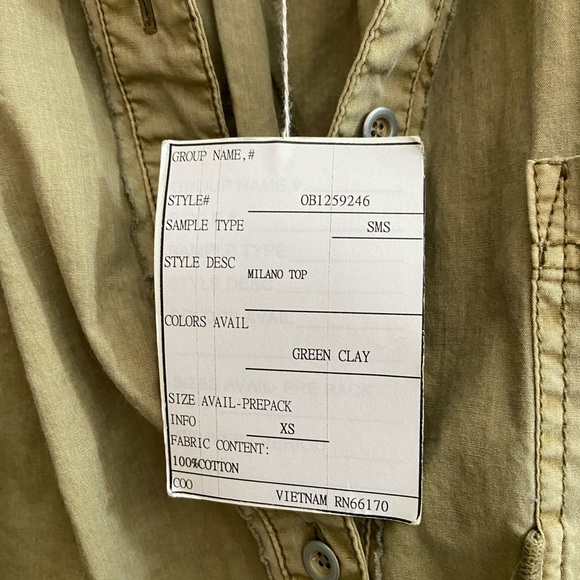 GROUP NAME,#
STYLE# OB1259246
SAMPLE TYPE SMS
STYLE DESC MILANO TOP
COLORS AVAIL
GREEN CLAY
SIZE AVAIL-PREPACK
INFO XS
FABRIC CONTENT:
100%COTTON
COO VIETNAM RN66170